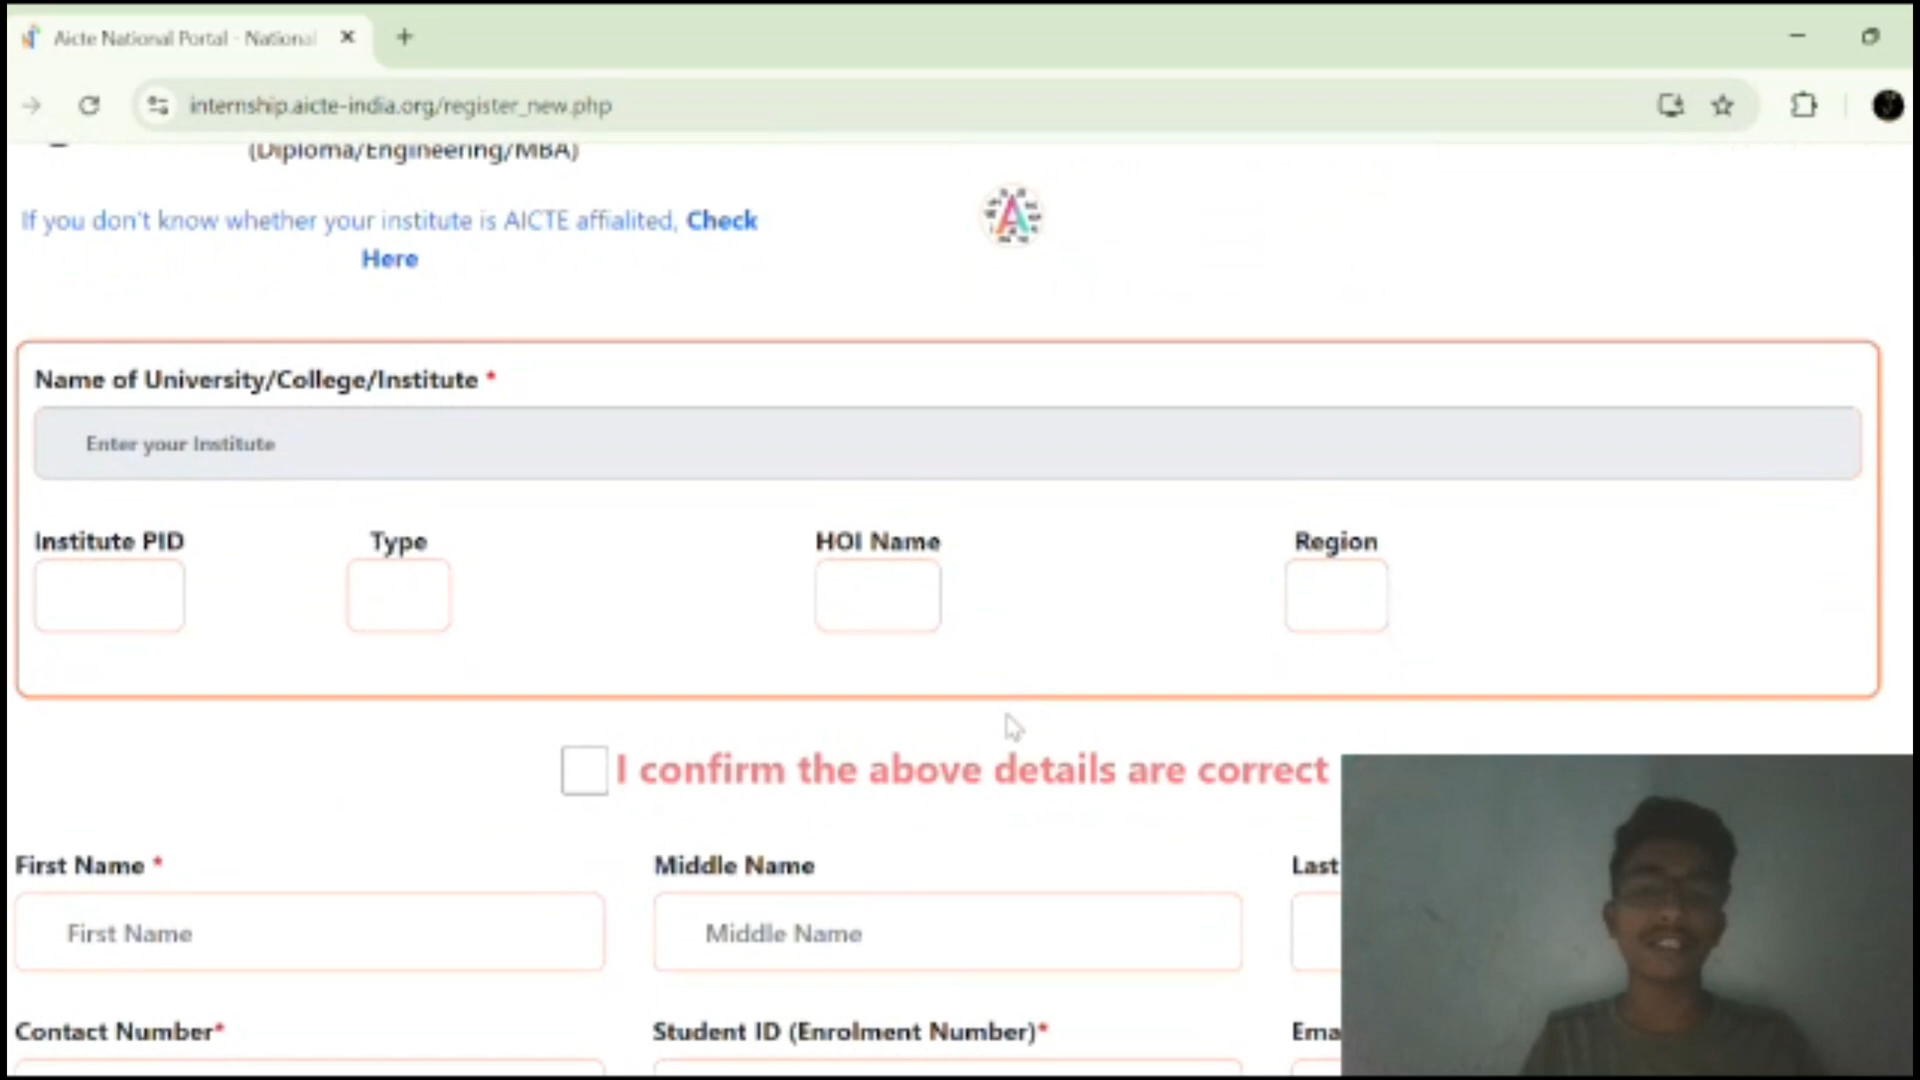 Aicte National Portal - National
internship.aicte-india.org/register_new.php
(Diploma/Engineering/MBA)
If you don't know whether your institute is AICTE affialited, Check
Here
Name of University/College/Institute *
Enter your Institute
Institute PID Type HOI Name Region
I confirm the above details are correct
First Name * Middle Name Last
First Name Middle Name
Contact Number* Student ID (Enrolment Number)* Ema